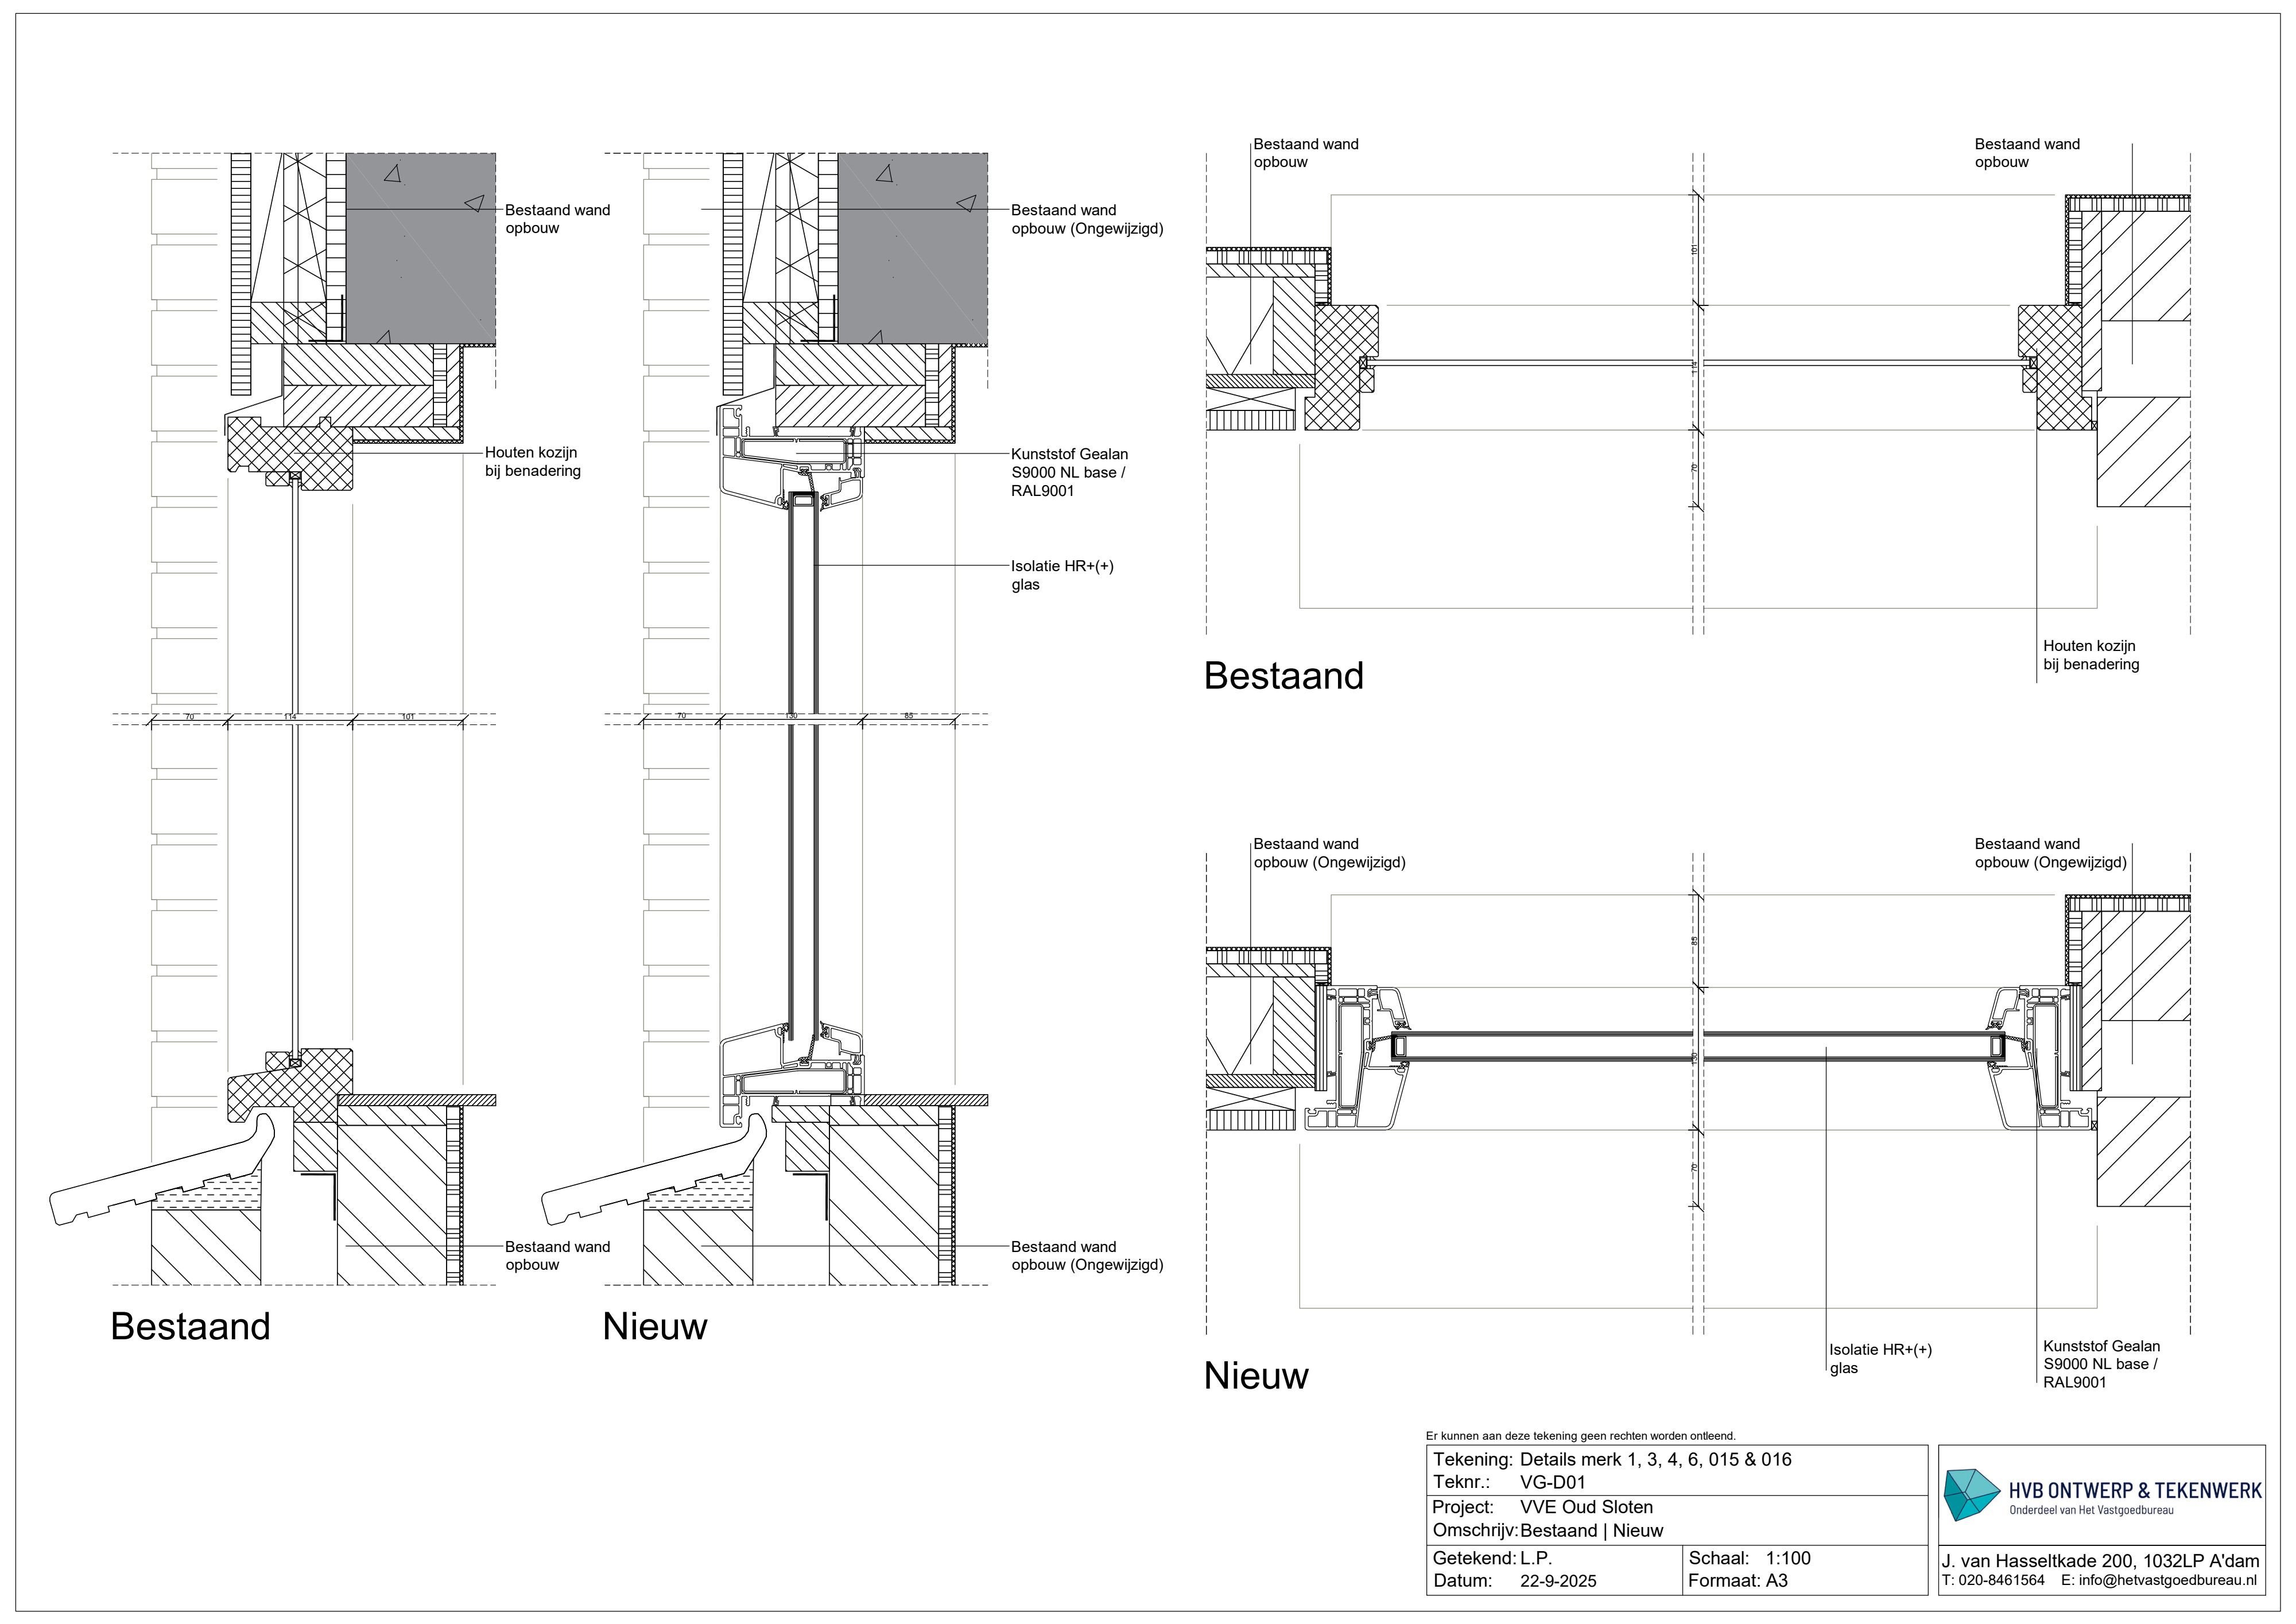 Bestaand wand
opbouw
Houten kozijn
bij benadering
70
114
101
Bestaand wand
opbouw
Bestaand
Bestaand wand
opbouw (Ongewijzigd)
Kunststof Gealan
S9000 NL base /
RAL9001
Isolatie HR+(+)
glas
70
130
85
Bestaand wand
opbouw (Ongewijzigd)
Nieuw
Bestaand wand
opbouw
Bestaand wand
opbouw
101
114
70
Houten kozijn
bij benadering
Bestaand
Bestaand wand
opbouw (Ongewijzigd)
Bestaand wand
opbouw (Ongewijzigd)
85
130
70
Isolatie HR+(+)
glas
Kunststof Gealan
S9000 NL base /
RAL9001
Nieuw
Er kunnen aan deze tekening geen rechten worden ontleend.
Tekening: Details merk 1, 3, 4, 6, 015 & 016
Teknr.: VG-D01
Project: VVE Oud Sloten
Omschrijv: Bestaand | Nieuw
Getekend: L.P.
Datum: 22-9-2025
Schaal: 1:100
Formaat: A3
HVB ONTWERP & TEKENWERK
Onderdeel van Het Vastgoedbureau
J. van Hasseltkade 200, 1032LP A'dam
T: 020-8461564 E: info@hetvastgoedbureau.nl